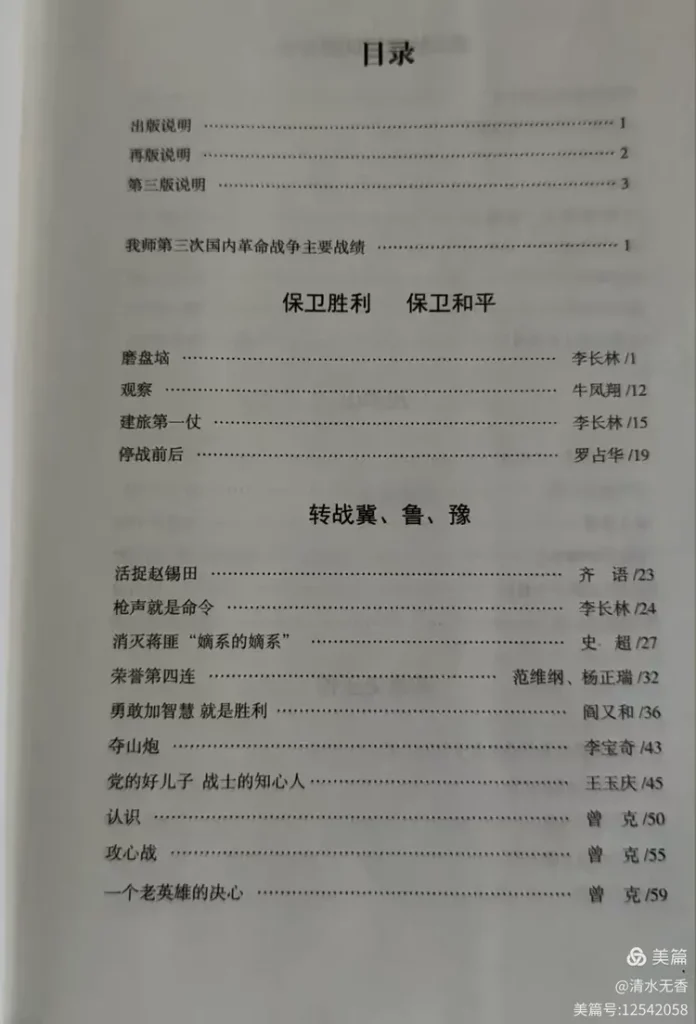 目录
出版说明 ………… 1
再版说明 ………… 2
第三版说明 ………… 3
我师第三次国内革命战争主要战绩 ………… 1
保卫胜利 保卫和平
磨盘垴 ………… 李长林 /1
观察 ………… 牛凤翔 /12
建旅第一仗 ………… 李长林 /15
停战前后 ………… 罗占华 /19
转战冀、鲁、豫
活捉赵锡田 ………… 齐 语 /23
枪声就是命令 ………… 李长林 /24
消灭蒋匪“嫡系的嫡系” ………… 史 超 /27
荣誉第四连 ………… 范维纲、杨正瑞 /32
勇敢加智慧 就是胜利 ………… 阎又和 /36
夺山炮 ………… 李宝奇 /43
党的好儿子 战士的知心人 ………… 王玉庆 /45
认识 ………… 曾 克 /50
攻心战 ………… 曾 克 /55
一个老英雄的决心 ………… 曾 克 /59
美篇
@清水无香
美篇号:12542058